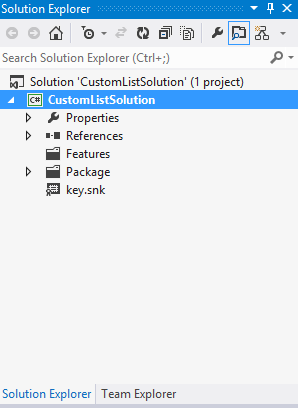 Solution Explorer
Search Solution Explorer (Ctrl+;)
Solution 'CustomListSolution' (1 project)
C# CustomListSolution
Properties
References
Features
Package
key.snk
Solution Explorer Team Explorer